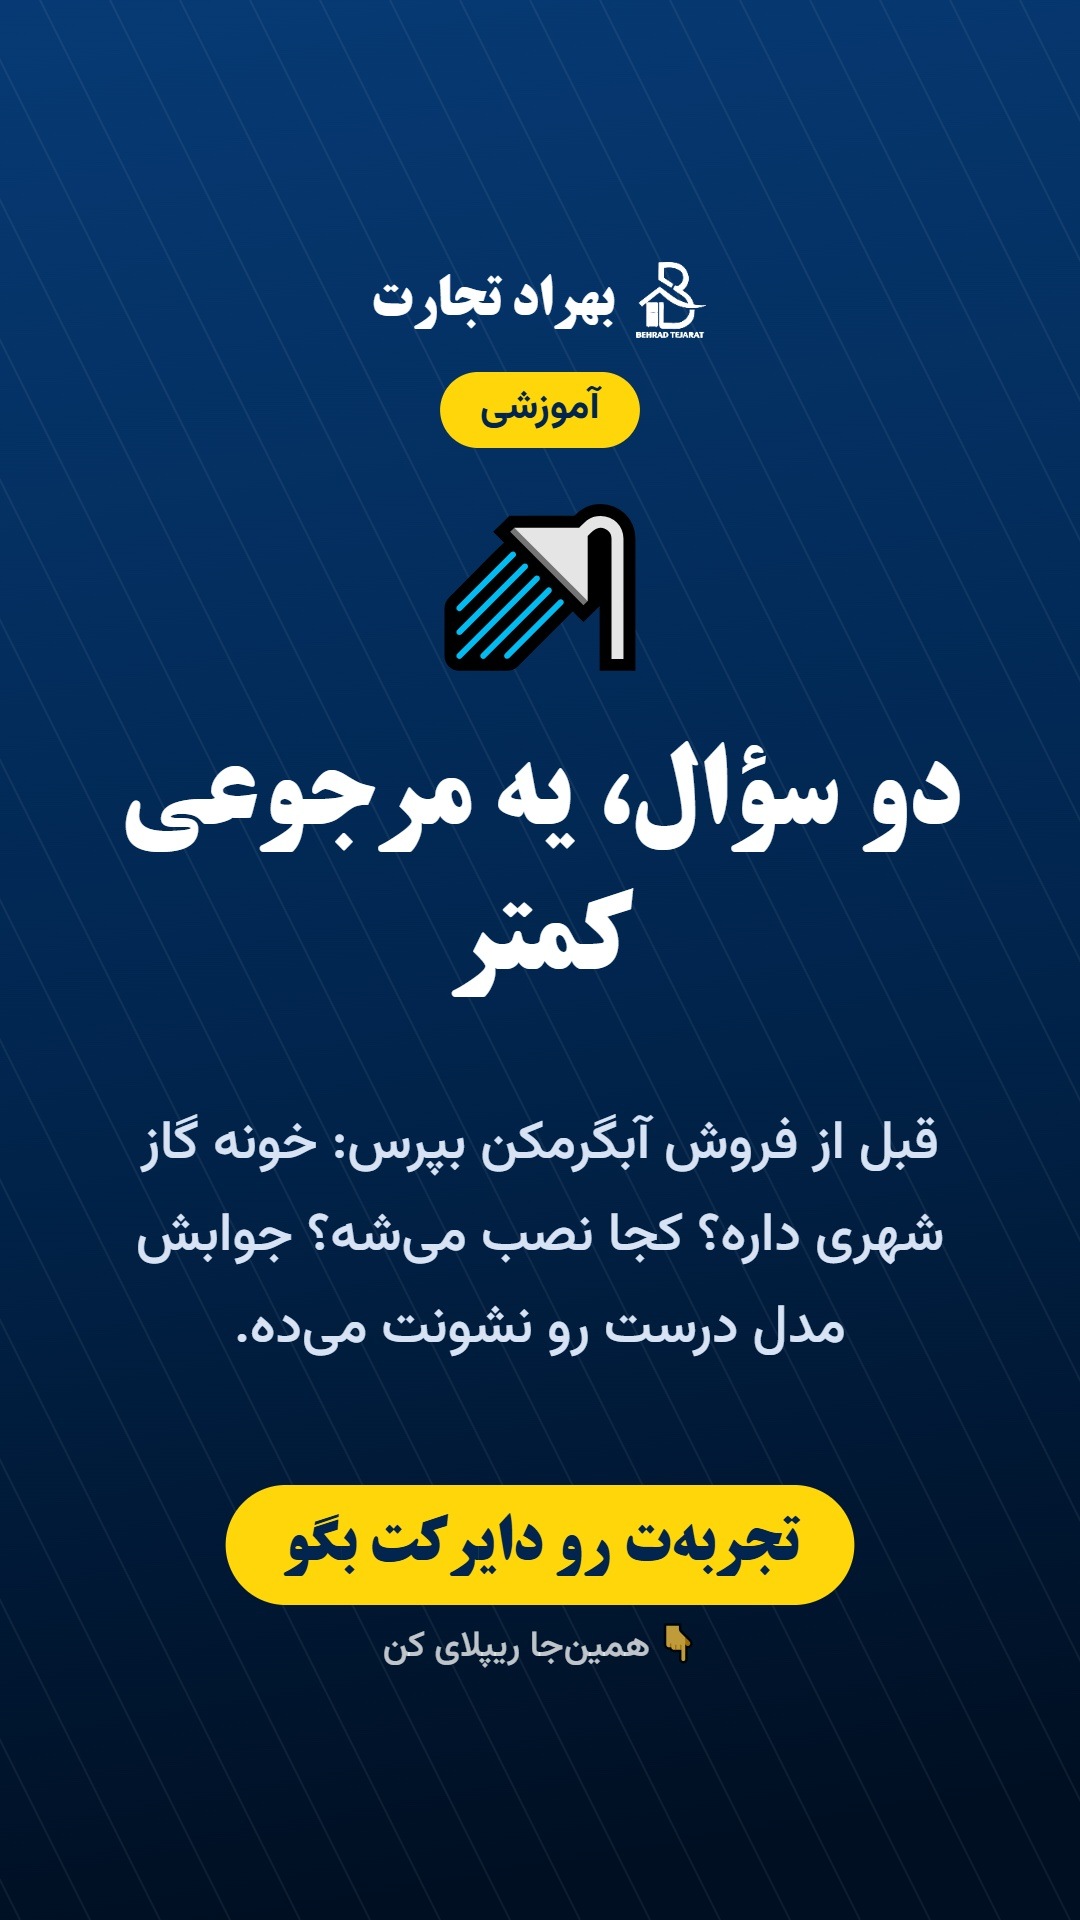 بهراد تجارت
BEHRAD TEJARAT
آموزشی
دو سؤال، یه مرجوعی
کمتر
قبل از فروش آبگرمکن بپرس: خونه گاز
شهری داره؟ کجا نصب می‌شه؟ جوابش
مدل درست رو نشونت می‌ده.
تجربه‌ت رو دایرکت بگو
👇 همین‌جا ریپلای کن